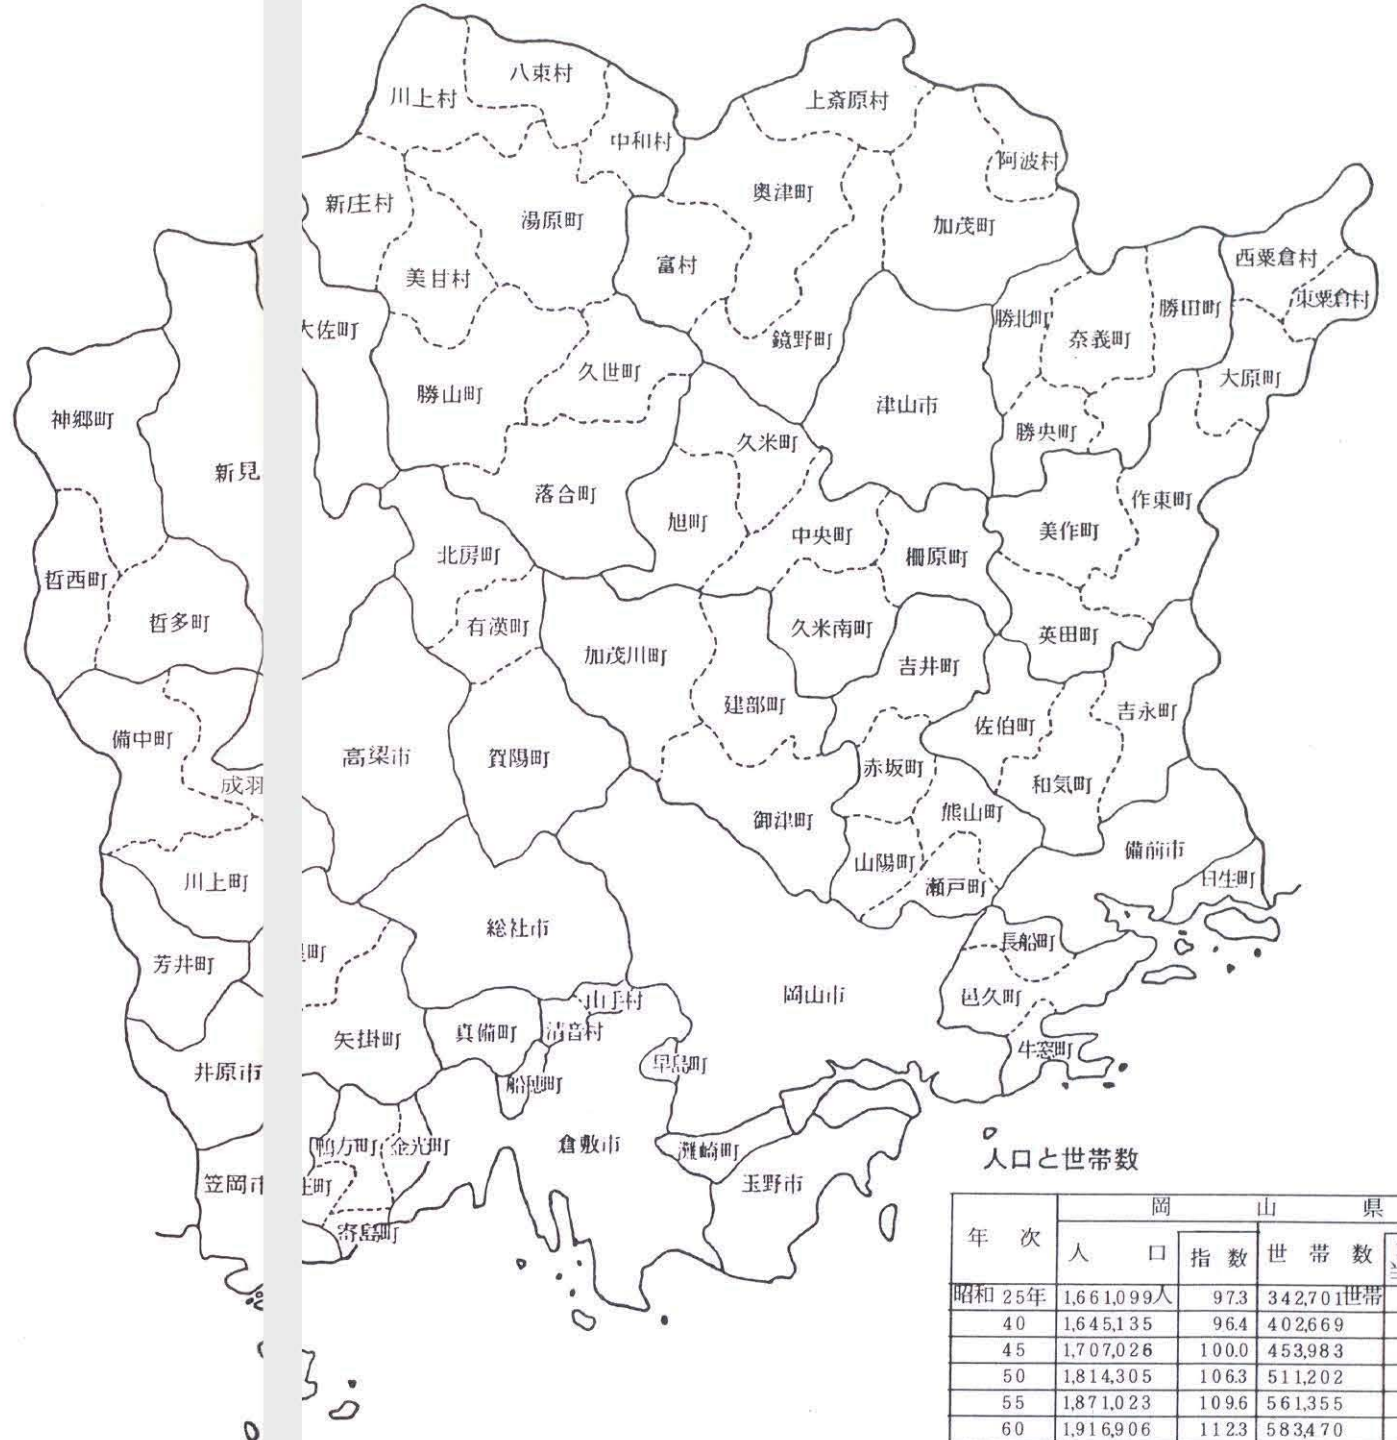 八束村
川上村
上斎原村
中和村
阿波村
奥津町
新庄村
湯原町
加茂町
西粟倉村
富村
美甘村
東粟倉村
勝田町
勝北町
大佐町
鏡野町
奈義町
久世町
大原町
勝山町
津山市
神郷町
勝央町
久米町
新見
落合町
作東町
旭町
美作町
中央町
北房町
柵原町
哲西町
哲多町
有漢町
久米南町
英田町
加茂川町
吉井町
建部町
吉永町
佐伯町
備中町
高梁市
賀陽町
赤坂町
成羽
和気町
熊山町
御津町
備前市
山陽町
川上町
日生町
瀬戸町
総社市
長船町
町
芳井町
岡山市
邑久町
山手村
真備町
清音村
矢掛町
牛窓町
早島町
井原市
船穂町
鴨方町
金光町
倉敷市
灘崎町
笠岡市
庄町
玉野市
寄島町
人口と世帯数
岡 山 県
年 次 人 口 指 数 世 帯 数
昭和 25年 1,661,099人 97.3 342,701世帯
40 1,645,135 96.4 402,669
45 1,707,026 100.0 453,983
50 1,814,305 106.3 511,202
55 1,871,023 109.6 561,355
60 1,916,906 112.3 583,470